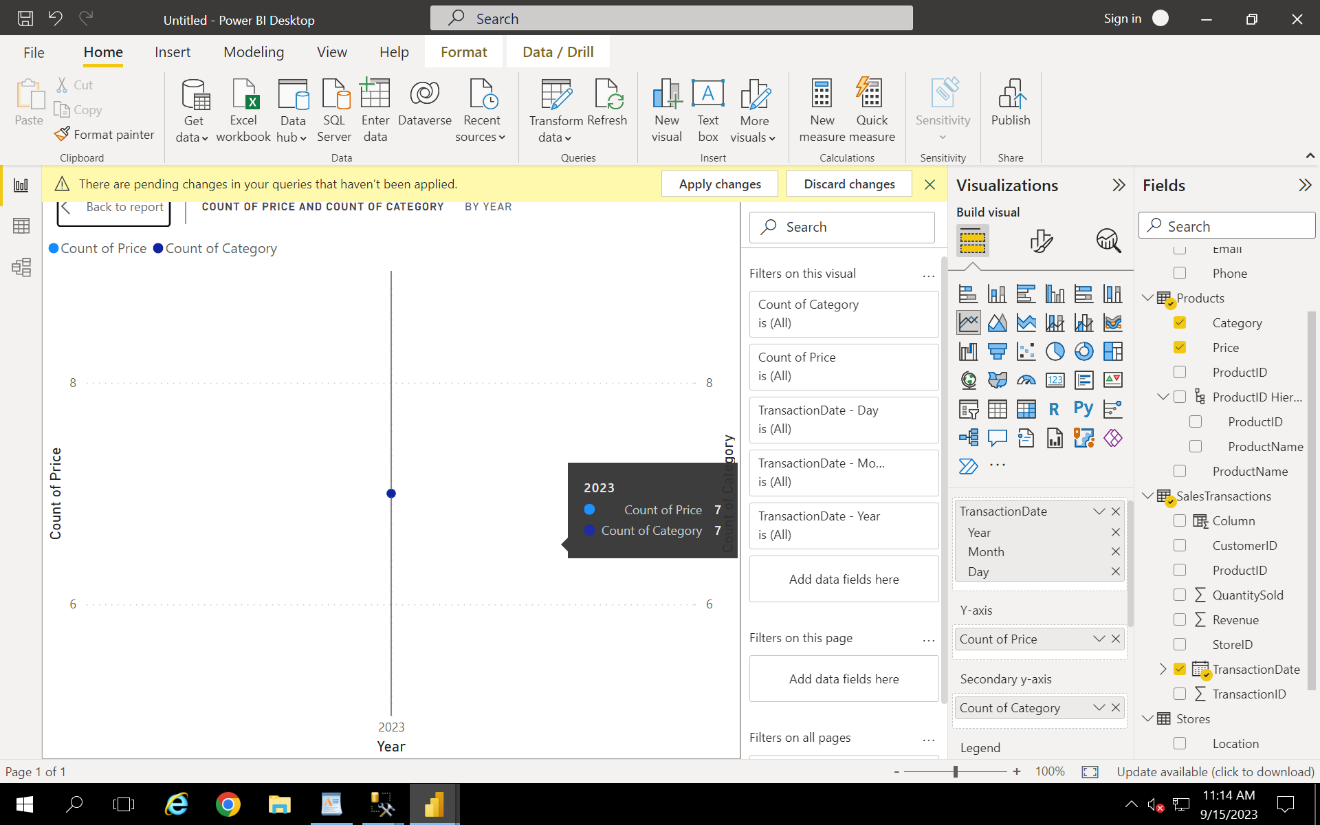 Untitled - Power BI Desktop
Search
Sign in
File
Home
Insert
Modeling
View
Help
Format
Data / Drill
Paste
Cut
Copy
Format painter
Clipboard
Get
data
Excel
workbook
Data
hub
SQL
Server
Enter
data
Dataverse
Recent
sources
Data
Transform
data
Refresh
Queries
New
visual
Text
box
More
visuals
Insert
New
measure
Quick
measure
Calculations
Sensitivity
Sensitivity
Publish
Share
There are pending changes in your queries that haven't been applied.
Apply changes
Discard changes
Back to report
COUNT OF PRICE AND COUNT OF CATEGORY
BY YEAR
Count of Price
Count of Category
8
8
6
6
Count of Price
Count of Category
2023
Count of Price 7
Count of Category 7
2023
Year
Search
Filters on this visual
...
Count of Category
is (All)
Count of Price
is (All)
TransactionDate - Day
is (All)
TransactionDate - Mo...
is (All)
TransactionDate - Year
is (All)
Add data fields here
Filters on this page
...
Add data fields here
Filters on all pages
...
Visualizations
Build visual
123
R
Py
...
TransactionDate
Year
Month
Day
Y-axis
Count of Price
Secondary y-axis
Count of Category
Legend
Fields
Search
Email
Phone
Products
Category
Price
ProductID
ProductID Hier...
ProductID
ProductName
ProductName
SalesTransactions
Column
CustomerID
ProductID
QuantitySold
Revenue
StoreID
TransactionDate
TransactionID
Stores
Location
Page 1 of 1
-
+
100%
Update available (click to download)
11:14 AM
9/15/2023